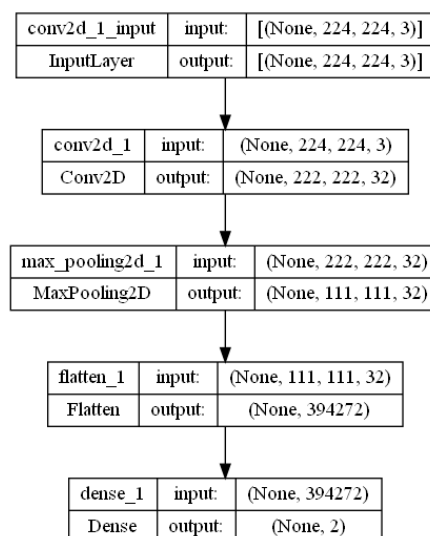 conv2d_1_input input: [(None, 224, 224, 3)]
InputLayer output: [(None, 224, 224, 3)]
conv2d_1 input: (None, 224, 224, 3)
Conv2D output: (None, 222, 222, 32)
max_pooling2d_1 input: (None, 222, 222, 32)
MaxPooling2D output: (None, 111, 111, 32)
flatten_1 input: (None, 111, 111, 32)
Flatten output: (None, 394272)
dense_1 input: (None, 394272)
Dense output: (None, 2)